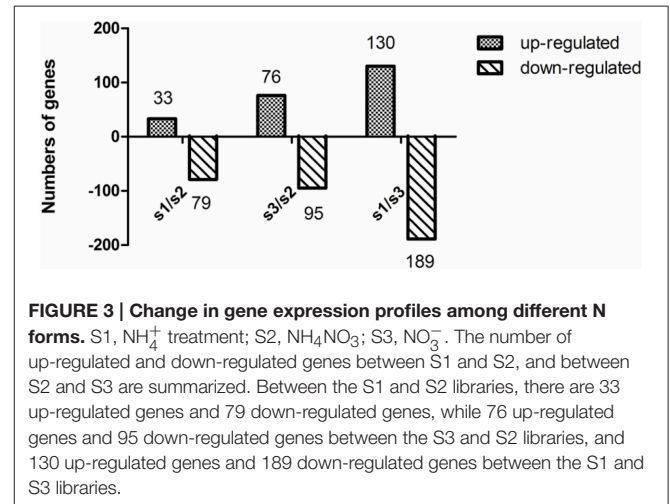 200
100
0
-100
-200
Numbers of genes
33
76
130
up-regulated
down-regulated
s1/s2
79
s3/s2
95
s1/s3
189
FIGURE 3 | Change in gene expression profiles among different N
forms. S1, NH₄⁺ treatment; S2, NH₄NO₃; S3, NO₃⁻. The number of
up-regulated and down-regulated genes between S1 and S2, and between
S2 and S3 are summarized. Between the S1 and S2 libraries, there are 33
up-regulated genes and 79 down-regulated genes, while 76 up-regulated
genes and 95 down-regulated genes between the S3 and S2 libraries, and
130 up-regulated genes and 189 down-regulated genes between the S1 and
S3 libraries.